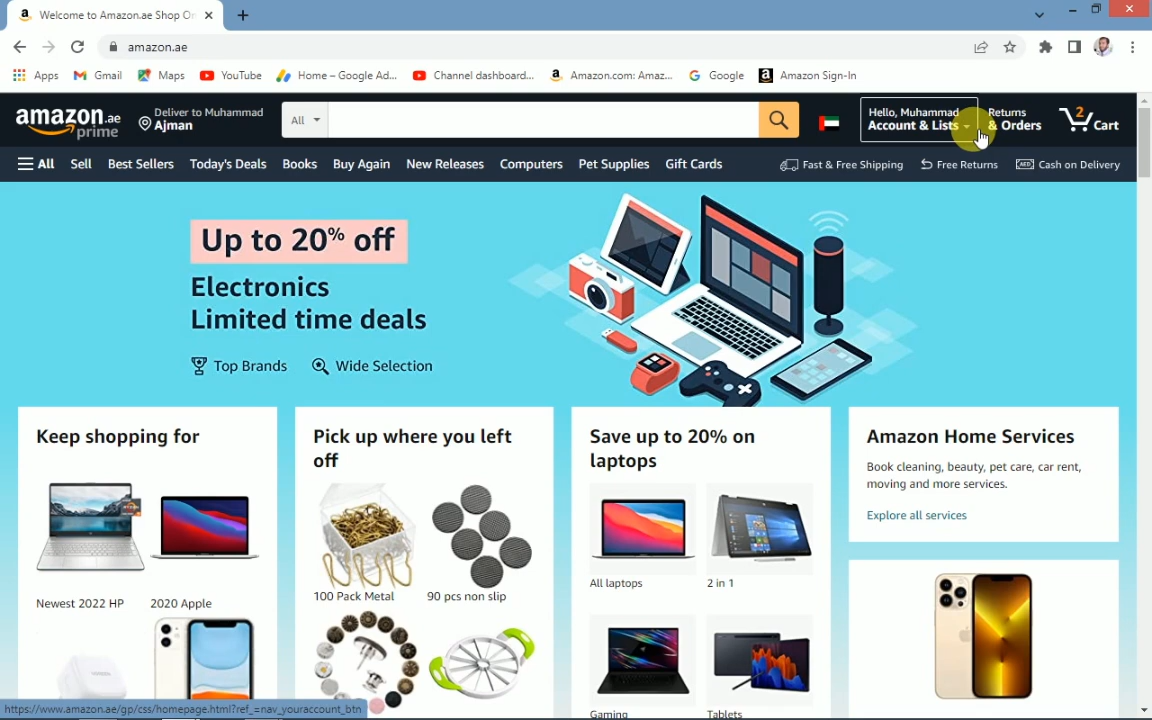 Welcome to Amazon.ae Shop On
amazon.ae
Apps
Gmail
Maps
YouTube
Home – Google Ad...
Channel dashboard...
Amazon.com: Amaz...
Google
Amazon Sign-In
amazon.ae
prime
Deliver to Muhammad
Ajman
All
Hello, Muhammad
Account & Lists
Returns
& Orders
2
Cart
All
Sell
Best Sellers
Today's Deals
Books
Buy Again
New Releases
Computers
Pet Supplies
Gift Cards
Fast & Free Shipping
Free Returns
AED
Cash on Delivery
Up to 20% off
Electronics
Limited time deals
Top Brands
Wide Selection
Keep shopping for
Newest 2022 HP
2020 Apple
Pick up where you left
off
100 Pack Metal
90 pcs non slip
Save up to 20% on
laptops
All laptops
2 in 1
Gaming
Tablets
Amazon Home Services
Book cleaning, beauty, pet care, car rent,
moving and more services.
Explore all services
https://www.amazon.ae/gp/css/homepage.html?ref_=nav_youraccount_btn